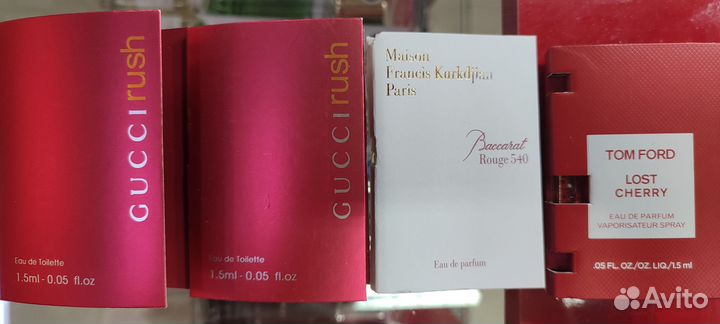 GUCCI rush
Eau de Toilette
1.5ml - 0.05 fl.oz
GUCCI rush
Eau de Toilette
1.5ml - 0.05 fl.oz
Maison
Francis Kurkdjian
Paris
Baccarat
Rouge 540
Eau de parfum
TOM FORD
LOST
CHERRY
EAU DE PARFUM
VAPORISATEUR SPRAY
.05 FL. OZ./OZ. LIQ./1.5 ml
Avito